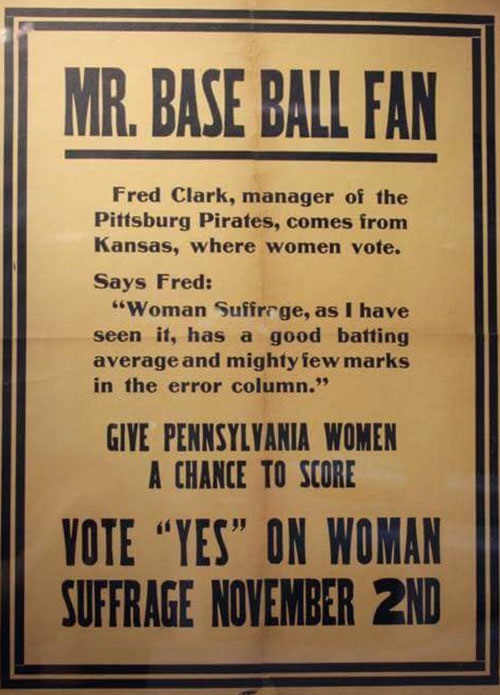 MR. BASE BALL FAN
Fred Clark, manager of the
Pittsburg Pirates, comes from
Kansas, where women vote.
Says Fred:
“Woman Suffrage, as I have
seen it, has a good batting
average and mighty few marks
in the error column.”
GIVE PENNSYLVANIA WOMEN
A CHANCE TO SCORE
VOTE “YES” ON WOMAN
SUFFRAGE NOVEMBER 2ND